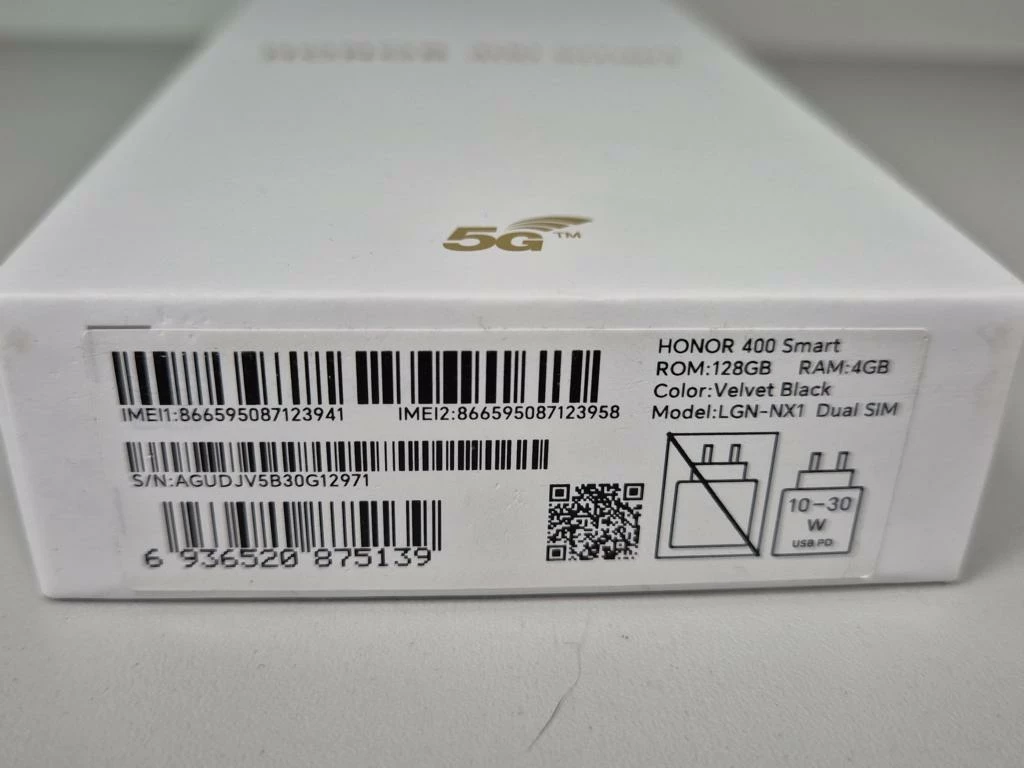 5G™
HONOR 400 Smart
ROM:128GB RAM:4GB
Color:Velvet Black
Model:LGN-NX1 Dual SIM
IMEI1:866595087123941 IMEI2:866595087123958
S/N:AGUDJV5B30G12971
6 936520 875139
10-30
W
USB PD